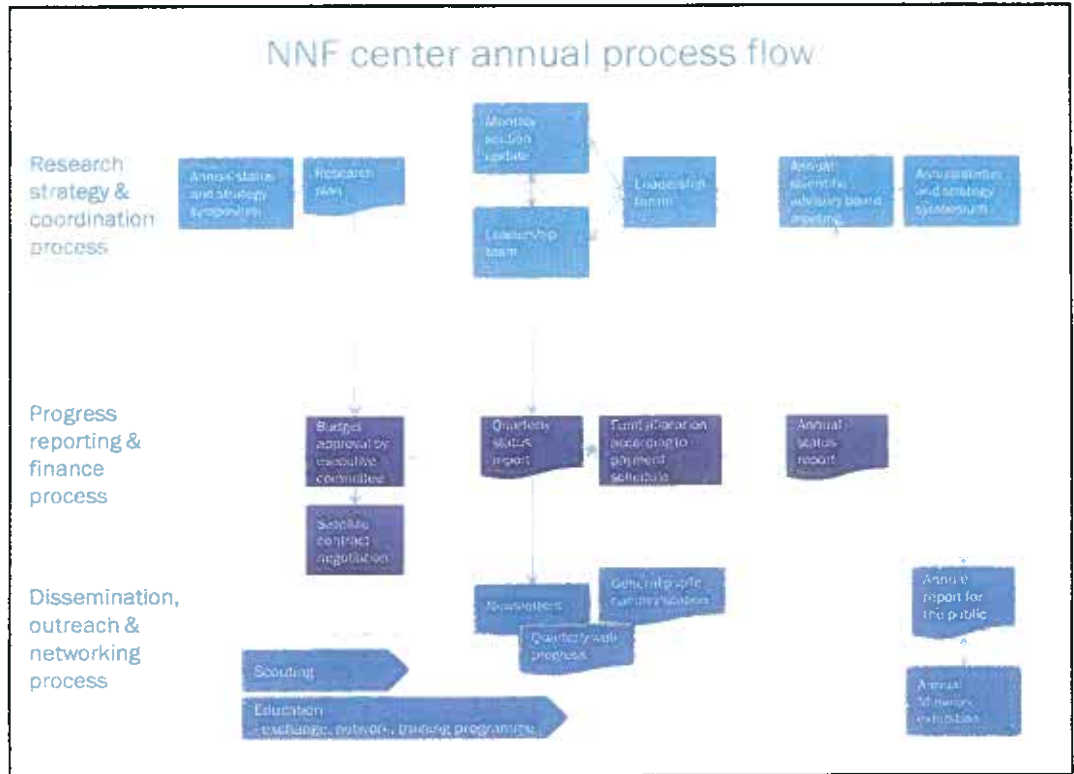 NNF center annual process flow
Research
strategy &
coordination
process
Annual status
and strategy
symposium
Research
plan
Monthly
section
update
Leadership
team
Leadership
forum
Annual
scientific
advisory board
meeting
Annual status
and strategy
symposium
Progress
reporting &
finance
process
Budget
approval by
executive
committee
Satellite
contract
negotiation
Quarterly
status
report
Fund allocation
according to
payment
schedule
Annual
status
report
Dissemination,
outreach &
networking
process
Newsletters
General public
communication
Quarterly web
progress
Scouting
Education
- exchange, network, training programme
Annual
report for
the public
Annual
exhibition